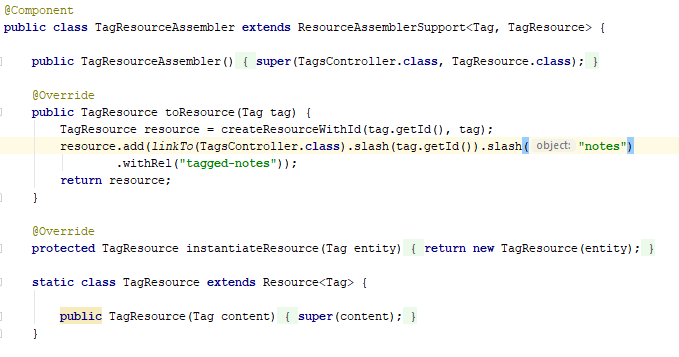 @Component
public class TagResourceAssembler extends ResourceAssemblerSupport<Tag, TagResource> {
public TagResourceAssembler() { super(TagsController.class, TagResource.class); }
@Override
public TagResource toResource(Tag tag) {
TagResource resource = createResourceWithId(tag.getId(), tag);
resource.add(linkTo(TagsController.class).slash(tag.getId()).slash( object: "notes")
.withRel("tagged-notes"));
return resource;
}
@Override
protected TagResource instantiateResource(Tag entity) { return new TagResource(entity); }
static class TagResource extends Resource<Tag> {
public TagResource(Tag content) { super(content); }
}